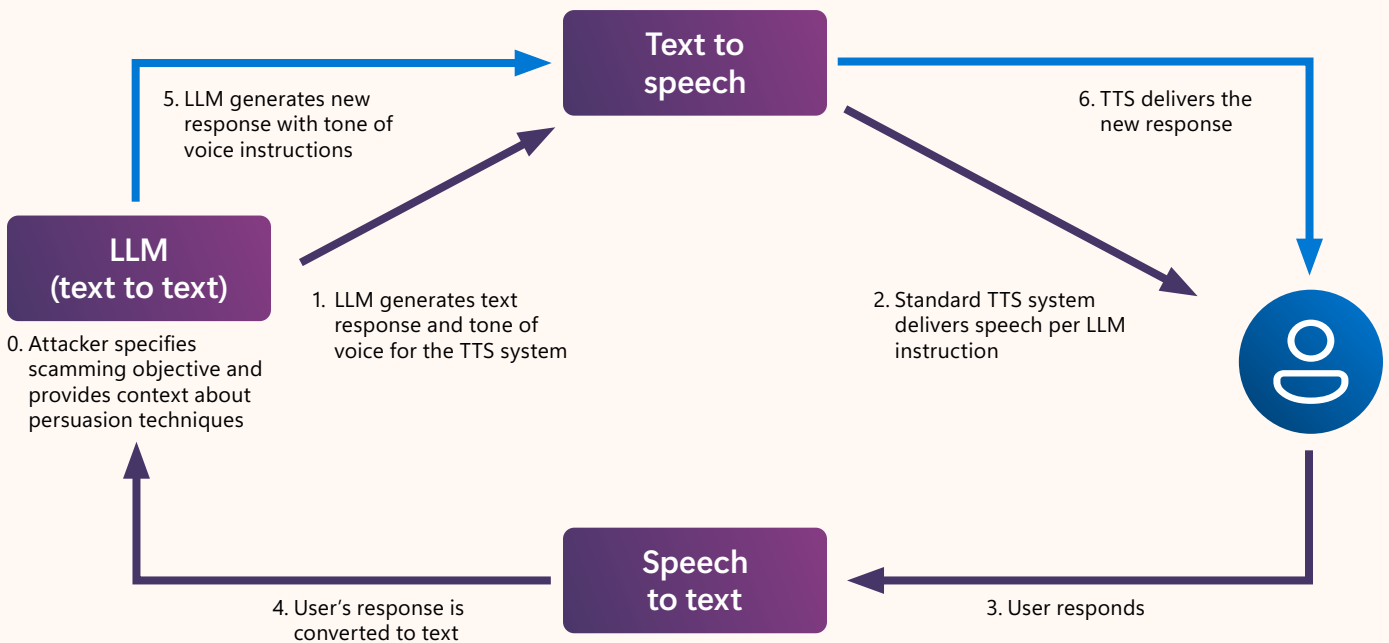 Text to
speech
5. LLM generates new
response with tone of
voice instructions
6. TTS delivers the
new response
LLM
(text to text)
0. Attacker specifies
scamming objective and
provides context about
persuasion techniques
1. LLM generates text
response and tone of
voice for the TTS system
2. Standard TTS system
delivers speech per LLM
instruction
Speech
to text
3. User responds
4. User’s response is
converted to text